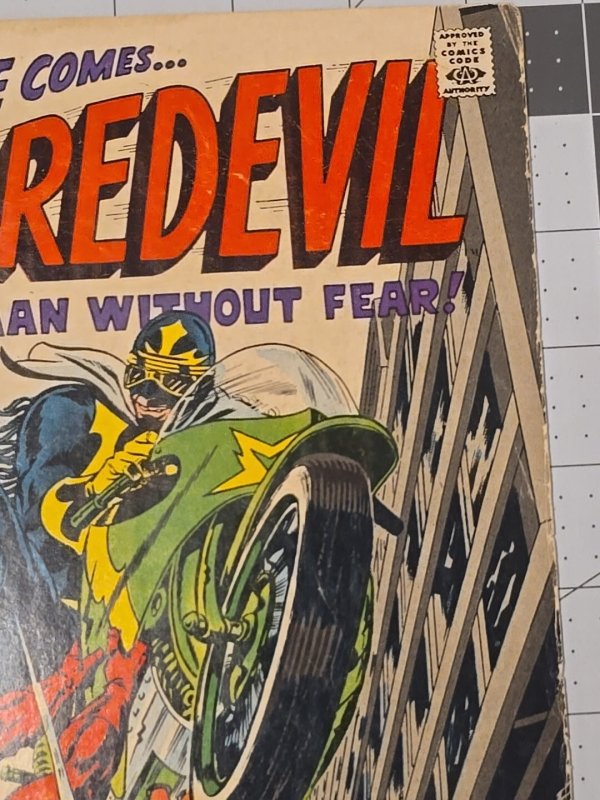 E COMES...
APPROVED
BY THE
COMICS
CODE
CA
AUTHORITY
REDEVIL
AN WITHOUT FEAR!